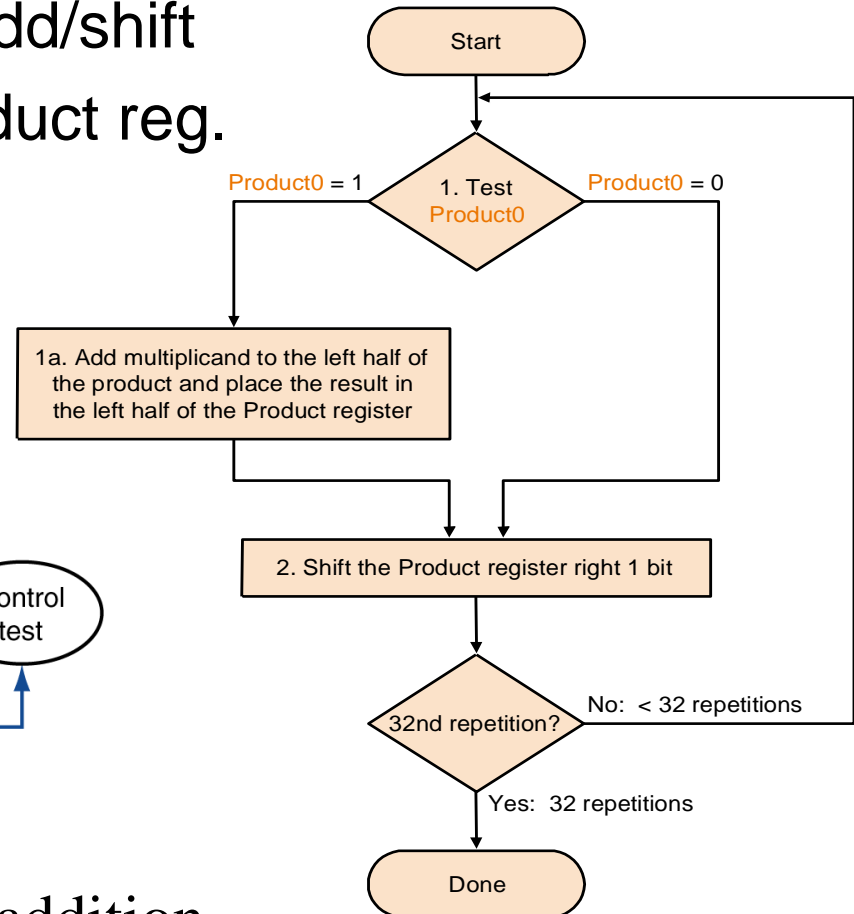 dd/shift
duct reg.
Start
Product0 = 1
1. Test
Product0
Product0 = 0
1a. Add multiplicand to the left half of
the product and place the result in
the left half of the Product register
2. Shift the Product register right 1 bit
ontrol
test
32nd repetition?
No: < 32 repetitions
Yes: 32 repetitions
Done
addition